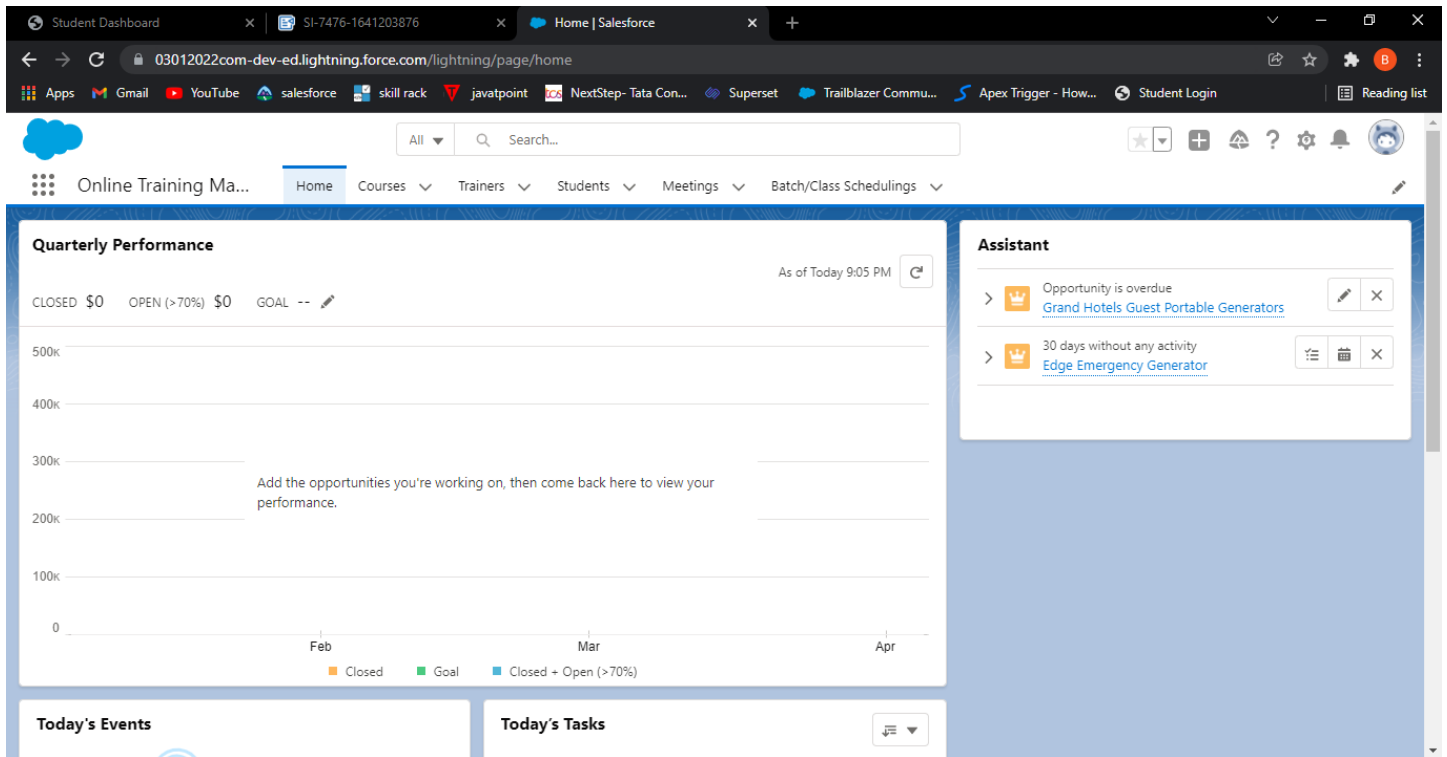 Student Dashboard
SI-7476-1641203876
Home | Salesforce
03012022com-dev-ed.lightning.force.com/lightning/page/home
B
Apps Gmail YouTube salesforce skill rack javatpoint tcs NextStep- Tata Con... Superset Trailblazer Commu... Apex Trigger - How... Student Login Reading list
All Search...
Online Training Ma... Home Courses Trainers Students Meetings Batch/Class Schedulings
Quarterly Performance
As of Today 9:05 PM
CLOSED $0 OPEN (>70%) $0 GOAL --
500K
400K
300K
200K
100K
0
Add the opportunities you're working on, then come back here to view your
performance.
Feb Mar Apr
Closed Goal Closed + Open (>70%)
Assistant
Opportunity is overdue
Grand Hotels Guest Portable Generators
30 days without any activity
Edge Emergency Generator
Today's Events
Today's Tasks